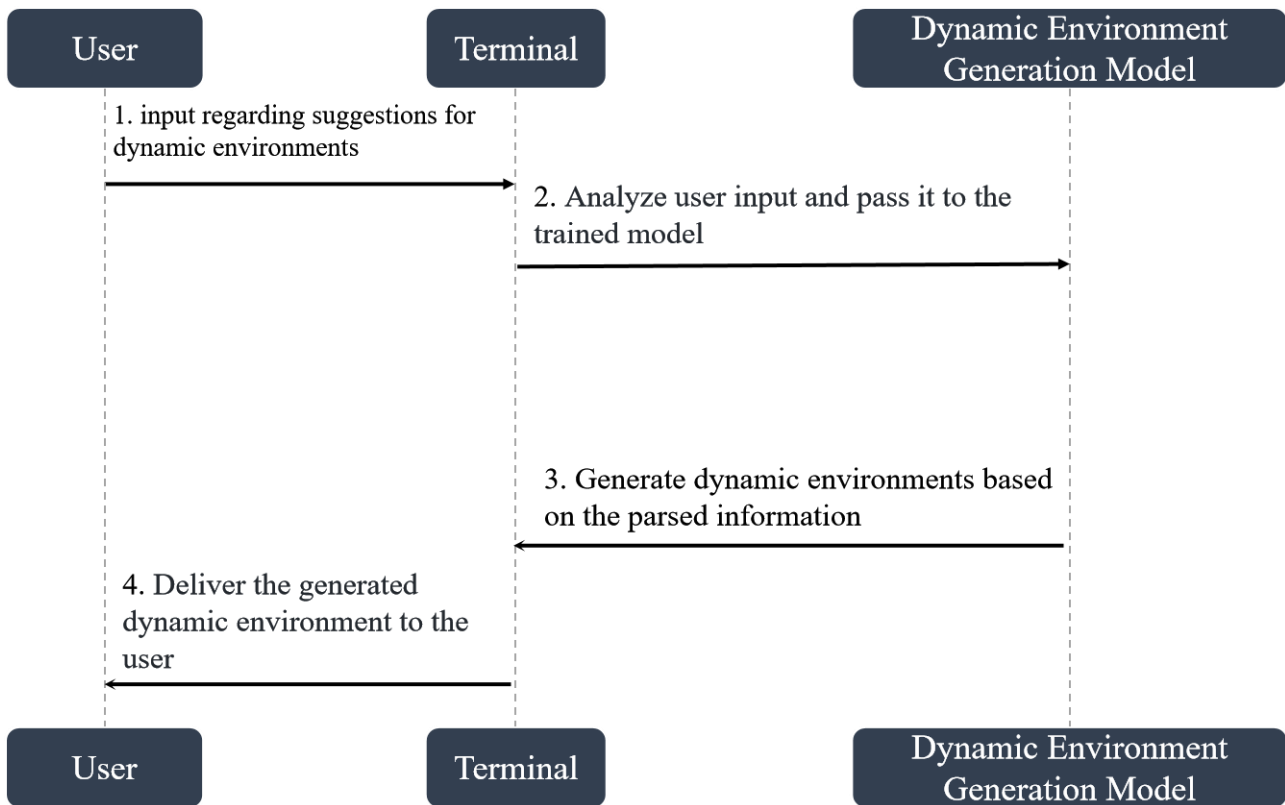 User
Terminal
Dynamic Environment
Generation Model
1. input regarding suggestions for
dynamic environments
2. Analyze user input and pass it to the
trained model
3. Generate dynamic environments based
on the parsed information
4. Deliver the generated
dynamic environment to the
user
User
Terminal
Dynamic Environment
Generation Model